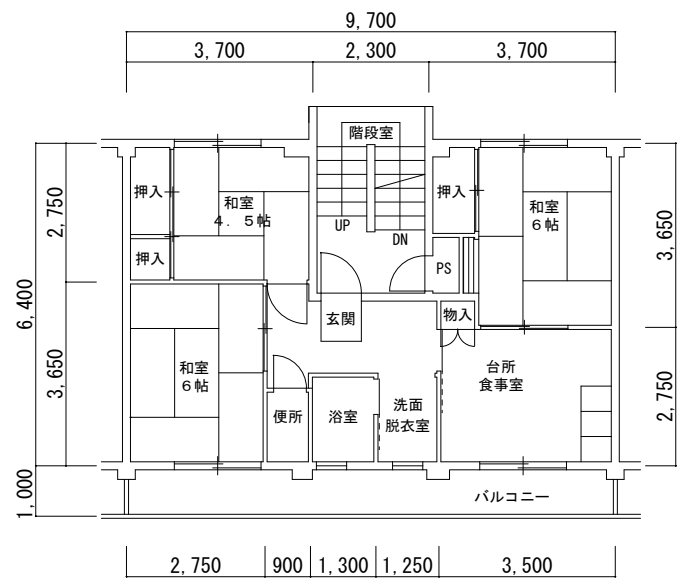 9,700
3,700
2,300
3,700
階段室
押入
和室
4.5帖
UP
DN
押入
和室
6帖
押入
PS
2,750
3,650
6,400
3,650
2,750
1,000
玄関
物入
和室
6帖
台所
食事室
便所
浴室
洗面
脱衣室
バルコニー
2,750
900
1,300
1,250
3,500